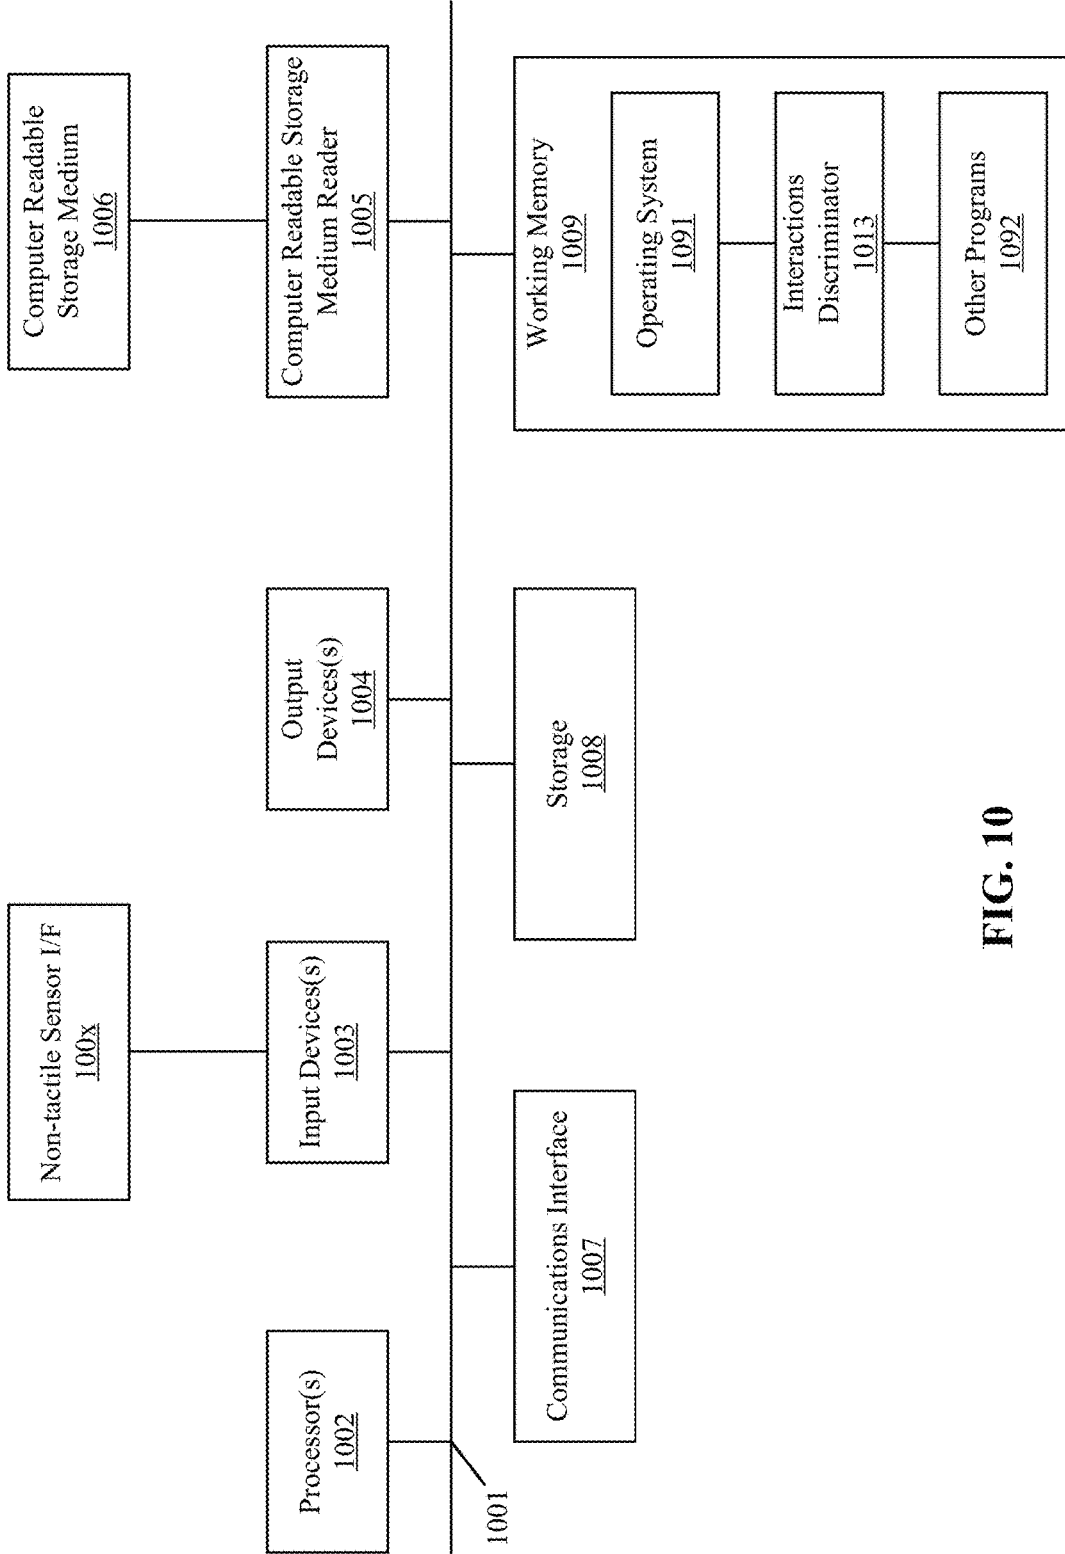 Non-tactile Sensor I/F
100x
Computer Readable
Storage Medium
1006
Processor(s)
1002
Input Devices(s)
1003
Output
Devices(s)
1004
Computer Readable Storage
Medium Reader
1005
1001
Communications Interface
1007
Storage
1008
Working Memory
1009
Operating System
1091
Interactions
Discriminator
1013
Other Programs
1092
FIG. 10